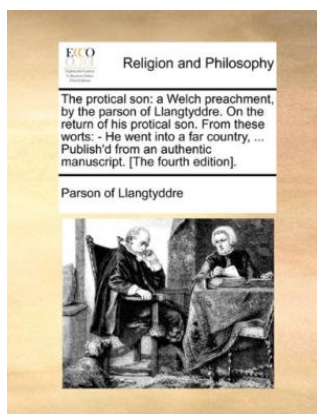 ECCO
Religion and Philosophy
The protical son: a Welch preachment,
by the parson of Llangtyddre. On the
return of his protical son. From these
worts: - He went into a far country, ...
Publish'd from an authentic
manuscript. [The fourth edition].
Parson of Llangtyddre